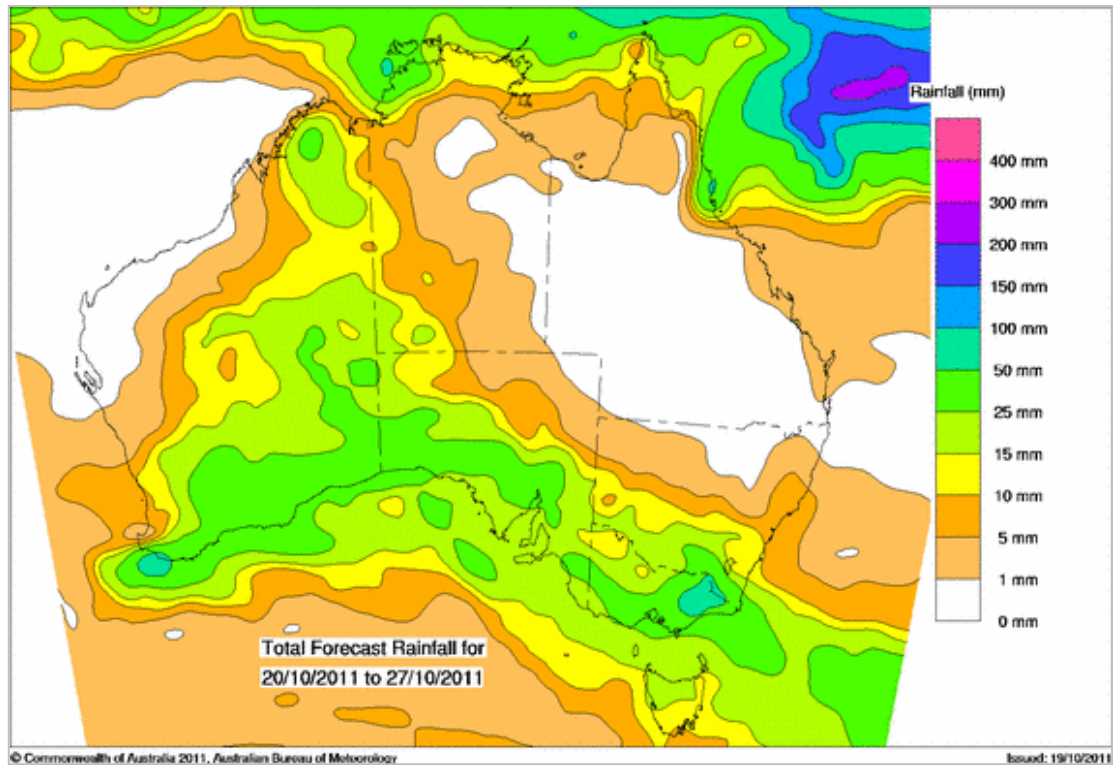 Rainfall (mm)
400 mm
300 mm
200 mm
150 mm
100 mm
50 mm
25 mm
15 mm
10 mm
5 mm
1 mm
0 mm
Total Forecast Rainfall for
20/10/2011 to 27/10/2011
© Commonwealth of Australia 2011, Australian Bureau of Meteorology
Issued: 19/10/2011